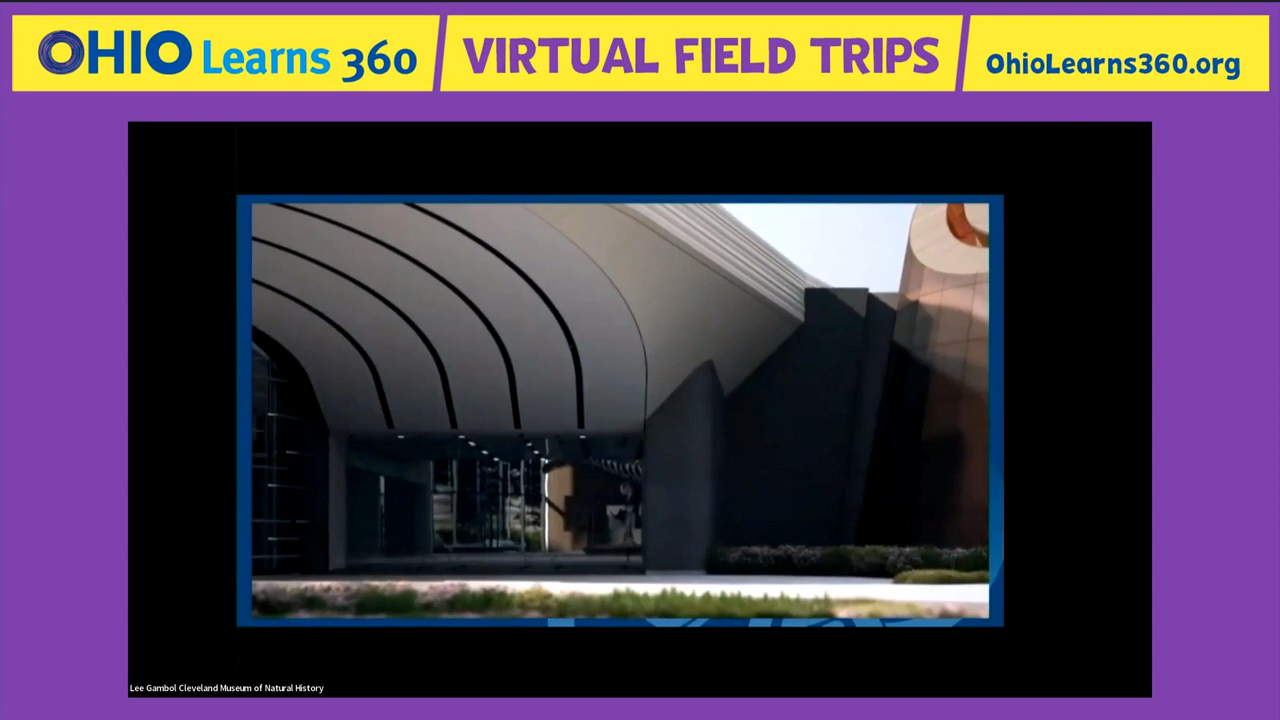 OHIO Learns 360
VIRTUAL FIELD TRIPS
OhioLearns360.org
Lee Gambol Cleveland Museum of Natural History